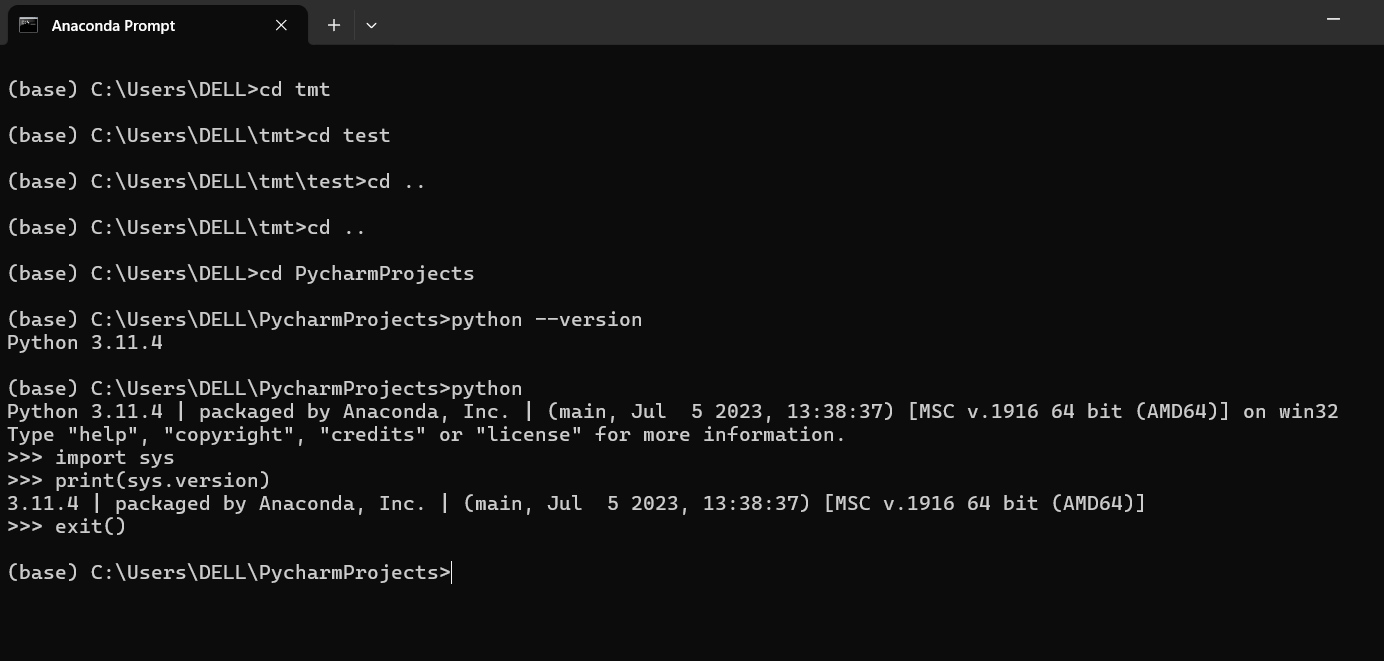 Anaconda Prompt
(base) C:\Users\DELL>cd tmt
(base) C:\Users\DELL\tmt>cd test
(base) C:\Users\DELL\tmt\test>cd ..
(base) C:\Users\DELL\tmt>cd ..
(base) C:\Users\DELL>cd PycharmProjects
(base) C:\Users\DELL\PycharmProjects>python --version
Python 3.11.4
(base) C:\Users\DELL\PycharmProjects>python
Python 3.11.4 | packaged by Anaconda, Inc. | (main, Jul  5 2023, 13:38:37) [MSC v.1916 64 bit (AMD64)] on win32
Type "help", "copyright", "credits" or "license" for more information.
>>> import sys
>>> print(sys.version)
3.11.4 | packaged by Anaconda, Inc. | (main, Jul  5 2023, 13:38:37) [MSC v.1916 64 bit (AMD64)]
>>> exit()
(base) C:\Users\DELL\PycharmProjects>